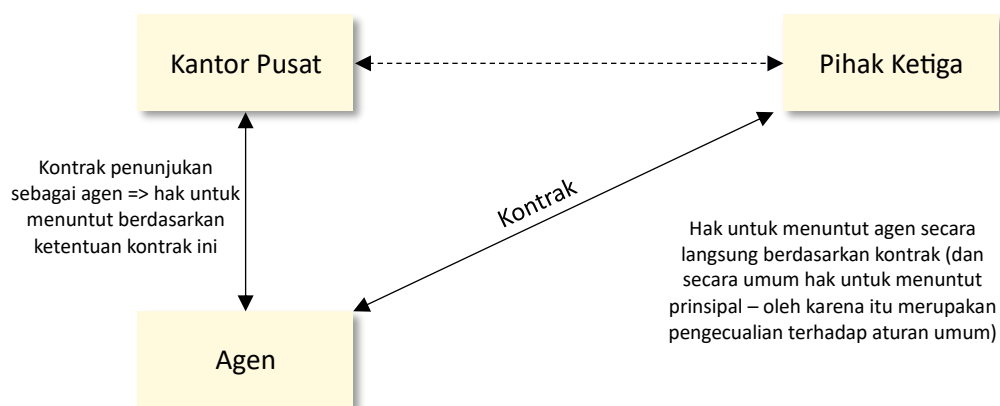 Kantor Pusat
Pihak Ketiga
Kontrak penunjukan
sebagai agen => hak untuk
menuntut berdasarkan
ketentuan kontrak ini
Kontrak
Hak untuk menuntut agen secara
langsung berdasarkan kontrak (dan
secara umum hak untuk menuntut
prinsipal – oleh karena itu merupakan
pengecualian terhadap aturan umum)
Agen